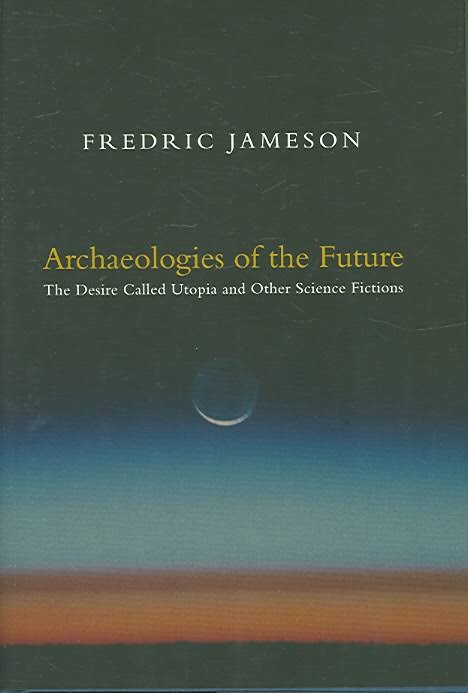 FREDRIC JAMESON
Archaeologies of the Future
The Desire Called Utopia and Other Science Fictions